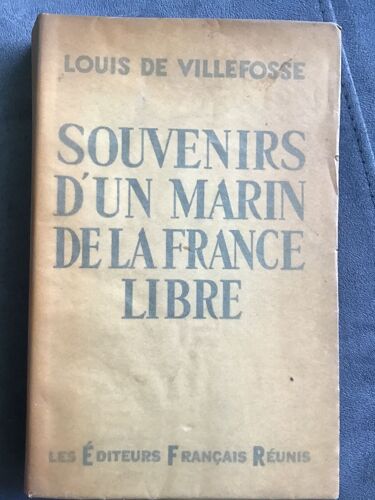 LOUIS DE VILLEFOSSE
SOUVENIRS
D'UN MARIN
DE LA FRANCE
LIBRE
LES ÉDITEURS FRANÇAIS RÉUNIS